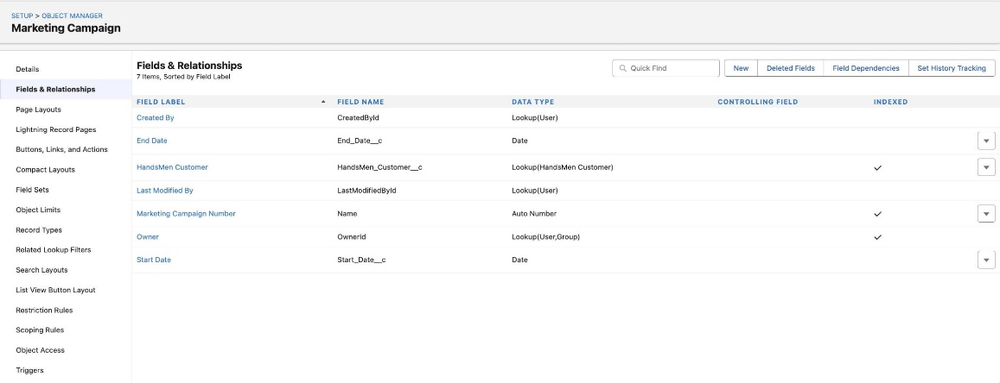 SETUP > OBJECT MANAGER
Marketing Campaign
Details
Fields & Relationships
Page Layouts
Lightning Record Pages
Buttons, Links, and Actions
Compact Layouts
Field Sets
Object Limits
Record Types
Related Lookup Filters
Search Layouts
List View Button Layout
Restriction Rules
Scoping Rules
Object Access
Triggers
Fields & Relationships
7 Items, Sorted by Field Label
Quick Find
New Deleted Fields Field Dependencies Set History Tracking
FIELD LABEL FIELD NAME DATA TYPE CONTROLLING FIELD INDEXED
Created By CreatedById Lookup(User)
End Date End_Date__c Date
HandsMen Customer HandsMen_Customer__c Lookup(HandsMen Customer)
Last Modified By LastModifiedById Lookup(User)
Marketing Campaign Number Name Auto Number
Owner OwnerId Lookup(User,Group)
Start Date Start_Date__c Date